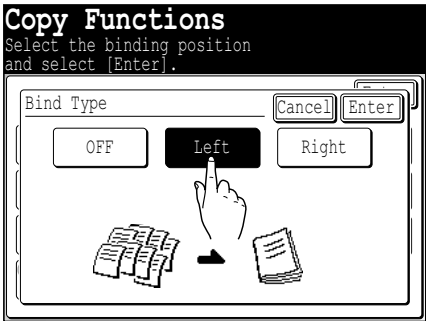 Copy Functions
Select the binding position
and select [Enter].
Bind Type
Cancel
Enter
OFF
Left
Right